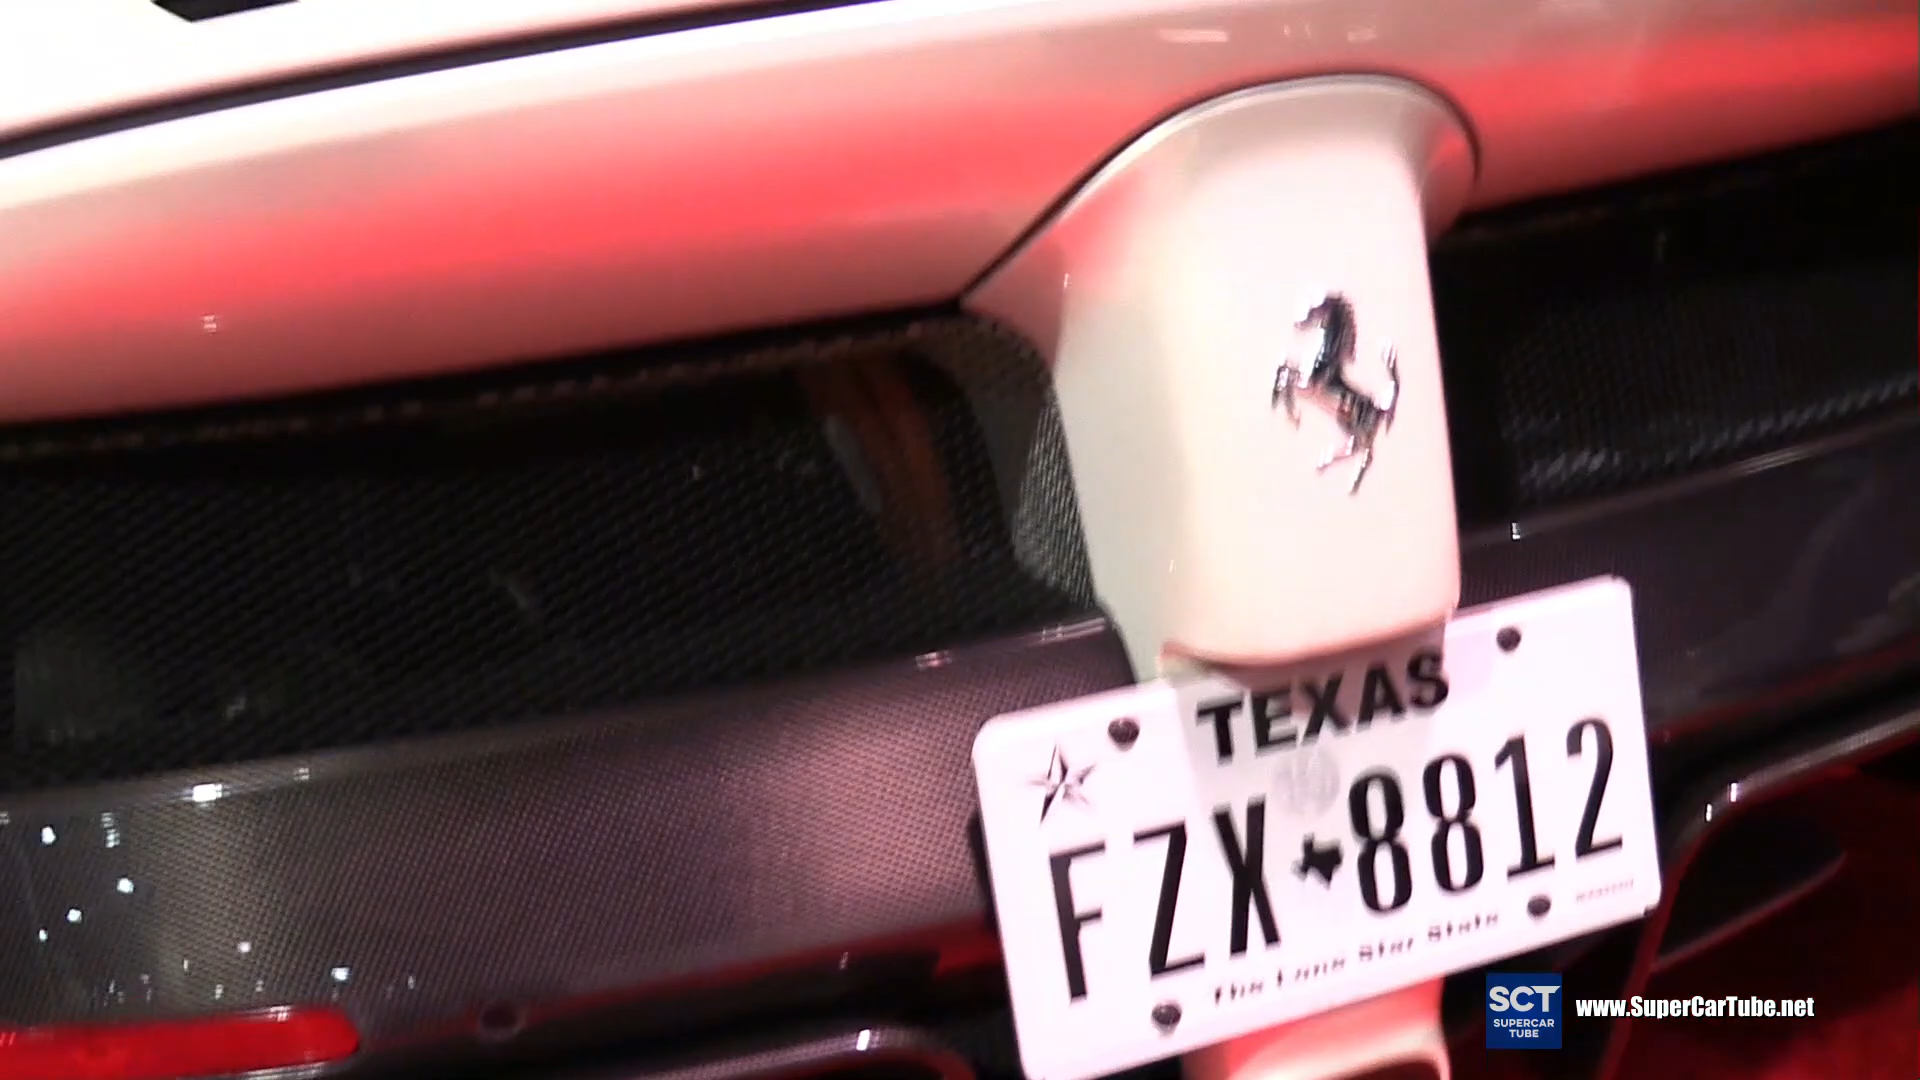 TEXAS
FZX 8812
The Lone Star State
SCT
SUPERCAR
TUBE
www.SuperCarTube.net